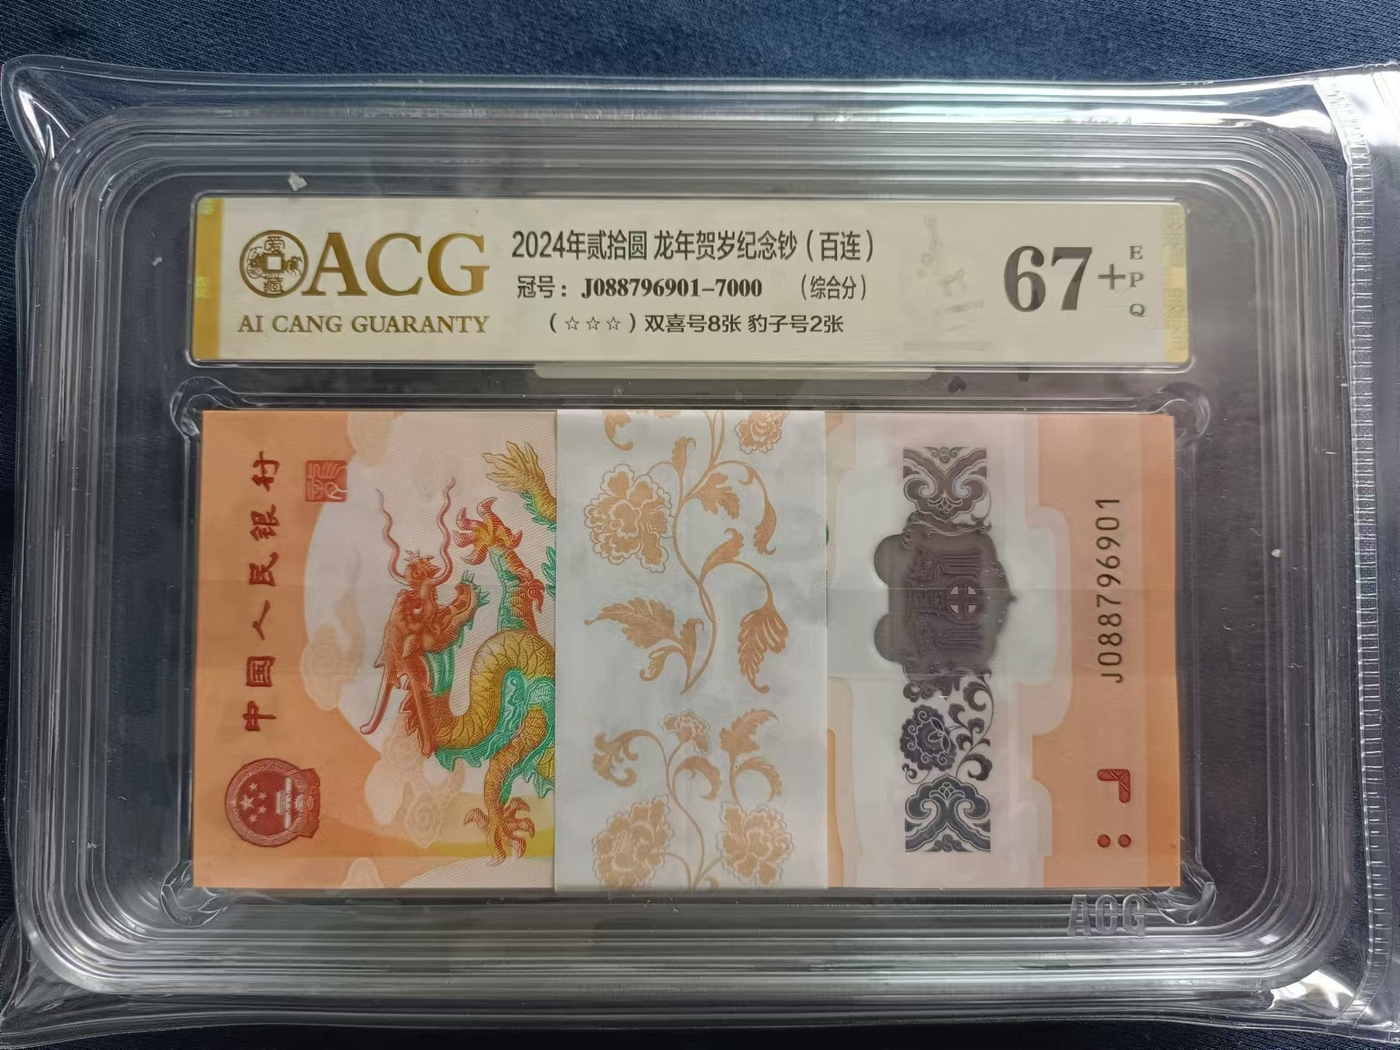 爱藏
ACG
AI CANG GUARANTY
2024年贰拾圆 龙年贺岁纪念钞（百连）
冠号：J088796901-7000 （综合分）
（☆☆☆）双喜号8张 豹子号2张
67+
EPQ
中国人民银行
J088796901
ACG